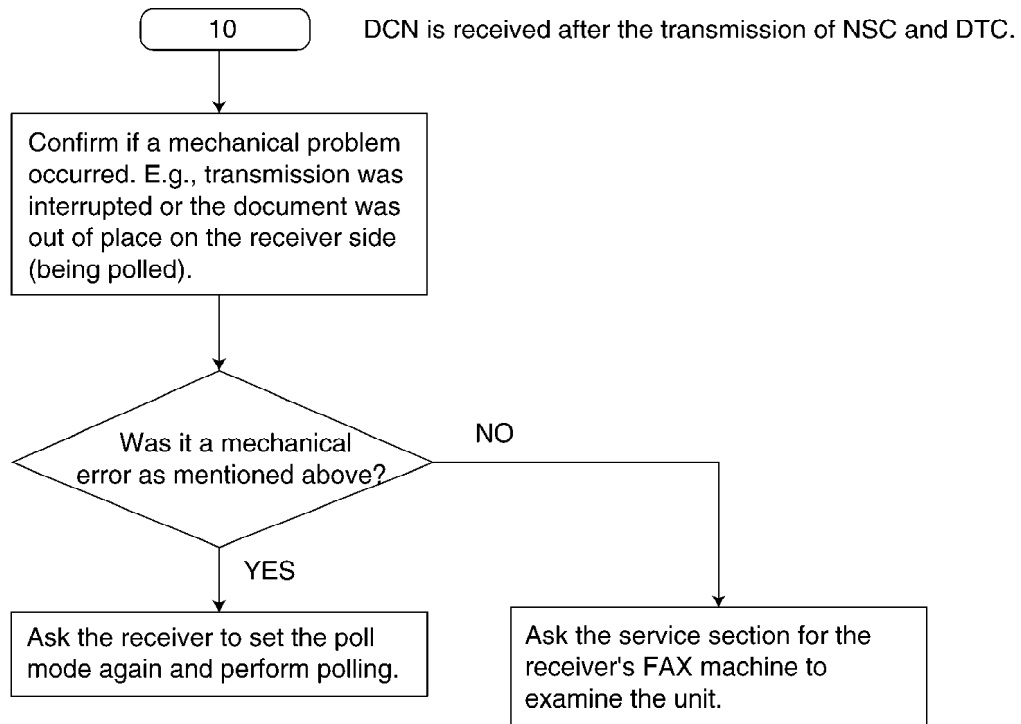 10
DCN is received after the transmission of NSC and DTC.
Confirm if a mechanical problem
occurred. E.g., transmission was
interrupted or the document was
out of place on the receiver side
(being polled).
Was it a mechanical
error as mentioned above?
NO
YES
Ask the receiver to set the poll
mode again and perform polling.
Ask the service section for the
receiver's FAX machine to
examine the unit.